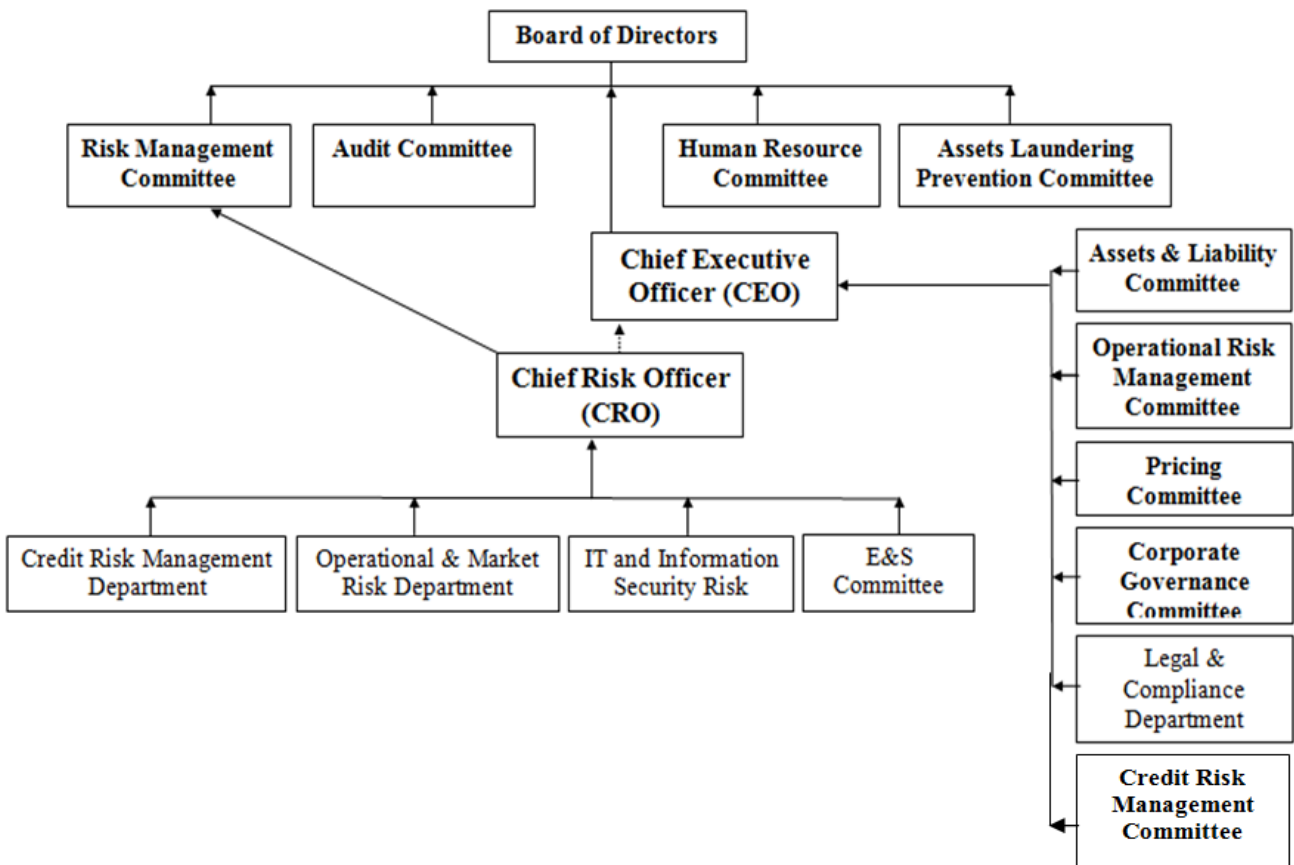 Board of Directors
Risk Management
Committee
Audit Committee
Human Resource
Committee
Assets Laundering
Prevention Committee
Chief Executive
Officer (CEO)
Assets & Liability
Committee
Operational Risk
Management
Committee
Chief Risk Officer
(CRO)
Pricing
Committee
Credit Risk Management
Department
Operational & Market
Risk Department
IT and Information
Security Risk
E&S
Committee
Corporate
Governance
Committee
Legal &
Compliance
Department
Credit Risk
Management
Committee